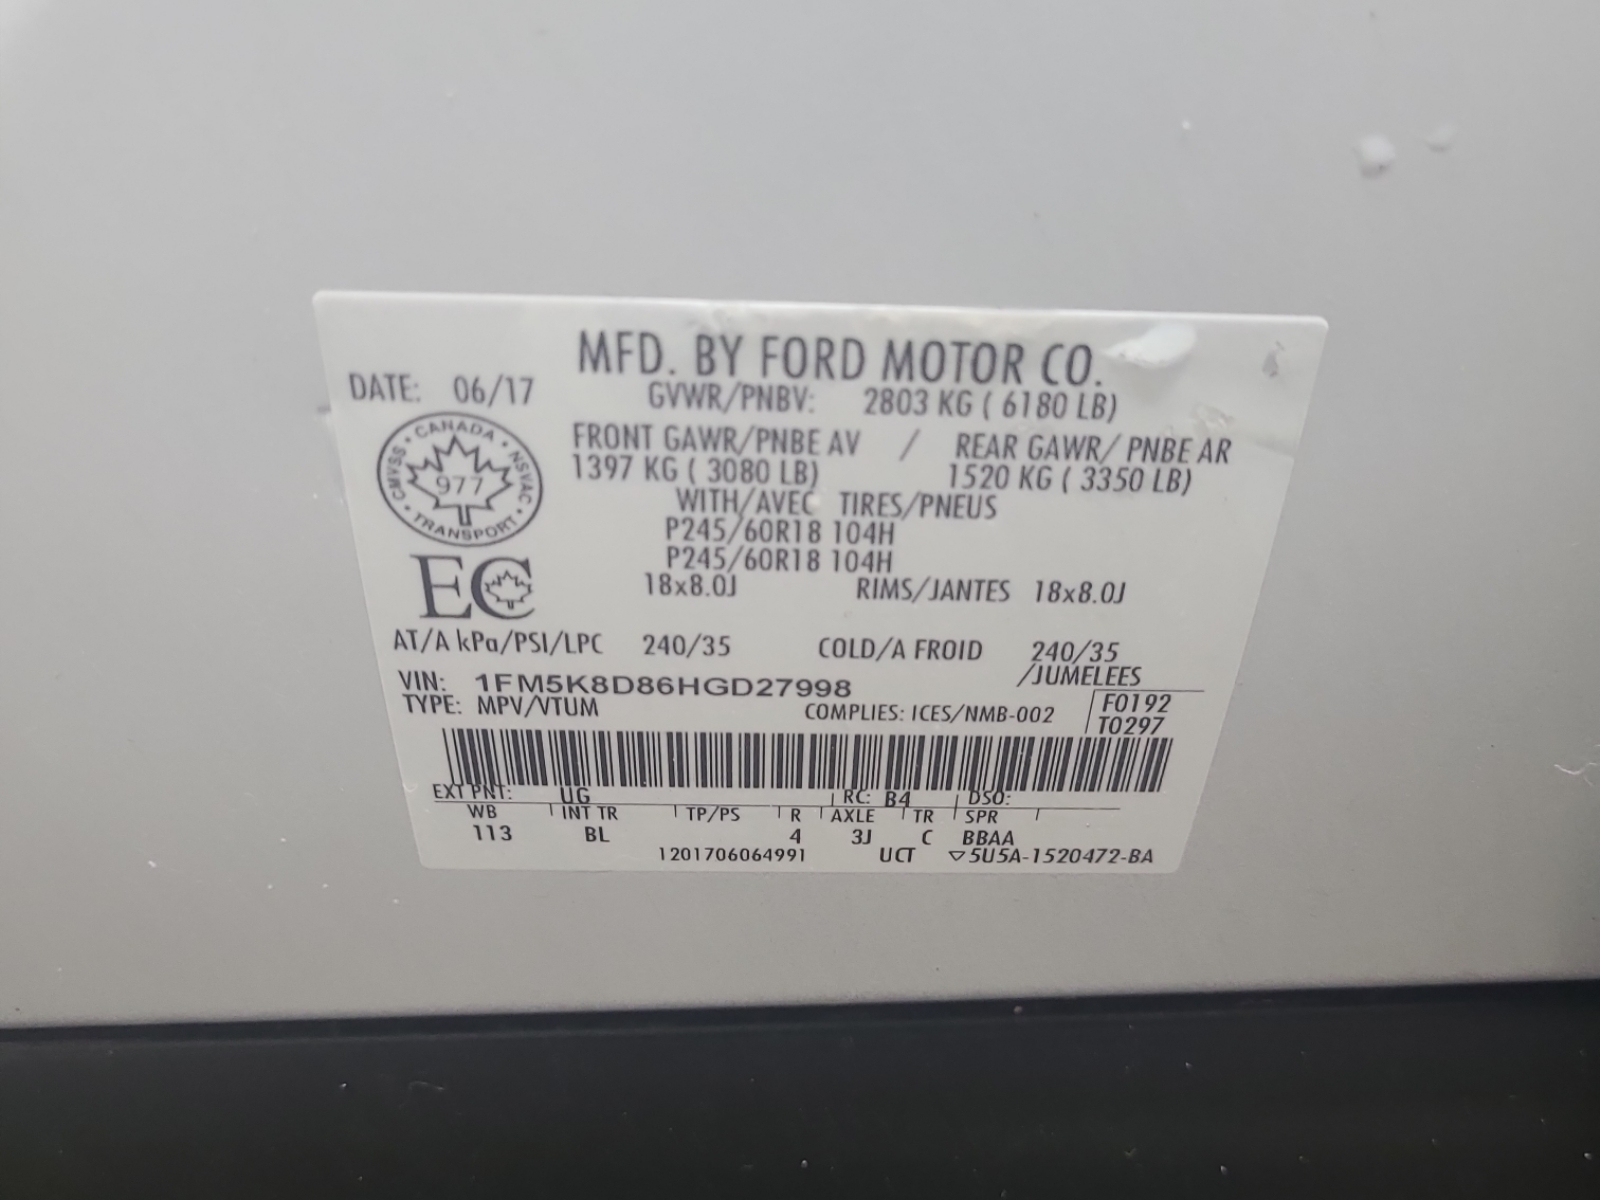 MFD. BY FORD MOTOR CO.
DATE: 06/17
GVWR/PNBV: 2803 KG ( 6180 LB)
FRONT GAWR/PNBE AV / REAR GAWR/ PNBE AR
1397 KG ( 3080 LB) 1520 KG ( 3350 LB)
WITH/AVEC TIRES/PNEUS
P245/60R18 104H
P245/60R18 104H
18x8.0J RIMS/JANTES 18x8.0J
CANADA
CMVSS 977 NSVAC
TRANSPORT
EC
AT/A kPa/PSI/LPC 240/35 COLD/A FROID 240/35
/JUMELEES
VIN: 1FM5K8D86HGD27998
TYPE: MPV/VTUM COMPLIES: ICES/NMB-002
F0192
T0297
EXT PNT: UG RC: B4 DSO:
WB INT TR TP/PS R AXLE TR SPR
113 BL 4 3J C BBAA
1201706064991 UCT ▽5U5A-1520472-BA